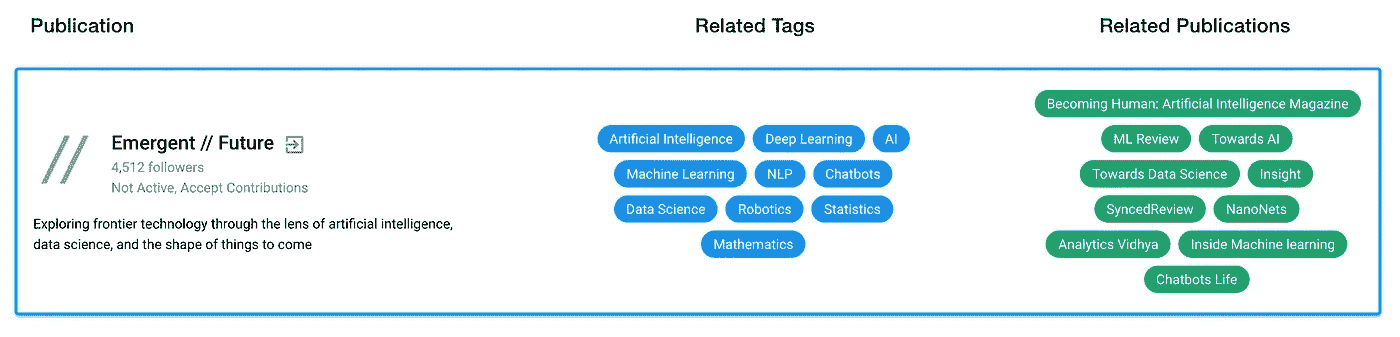 Publication
Related Tags
Related Publications
Emergent // Future
4,512 followers
Not Active, Accept Contributions
Exploring frontier technology through the lens of artificial intelligence,
data science, and the shape of things to come
Artificial Intelligence
Deep Learning
AI
Machine Learning
NLP
Chatbots
Data Science
Robotics
Statistics
Mathematics
Becoming Human: Artificial Intelligence Magazine
ML Review
Towards AI
Towards Data Science
Insight
SyncedReview
NanoNets
Analytics Vidhya
Inside Machine learning
Chatbots Life